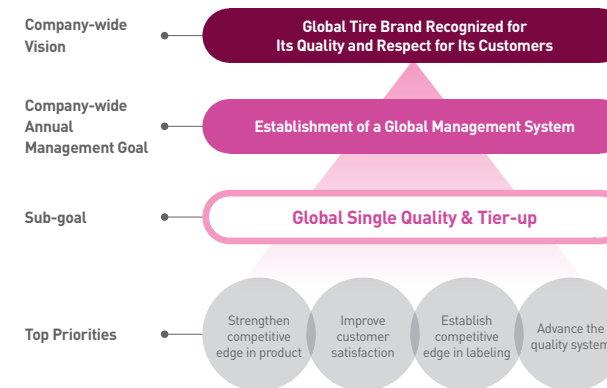 Company-wide
Vision
Global Tire Brand Recognized for
Its Quality and Respect for Its Customers
Company-wide
Annual
Management Goal
Establishment of a Global Management System
Sub-goal
Global Single Quality & Tier-up
Top Priorities
Strengthen
competitive
edge in product
Improve
customer
satisfaction
Establish
competitive
edge in labeling
Advance the
quality system